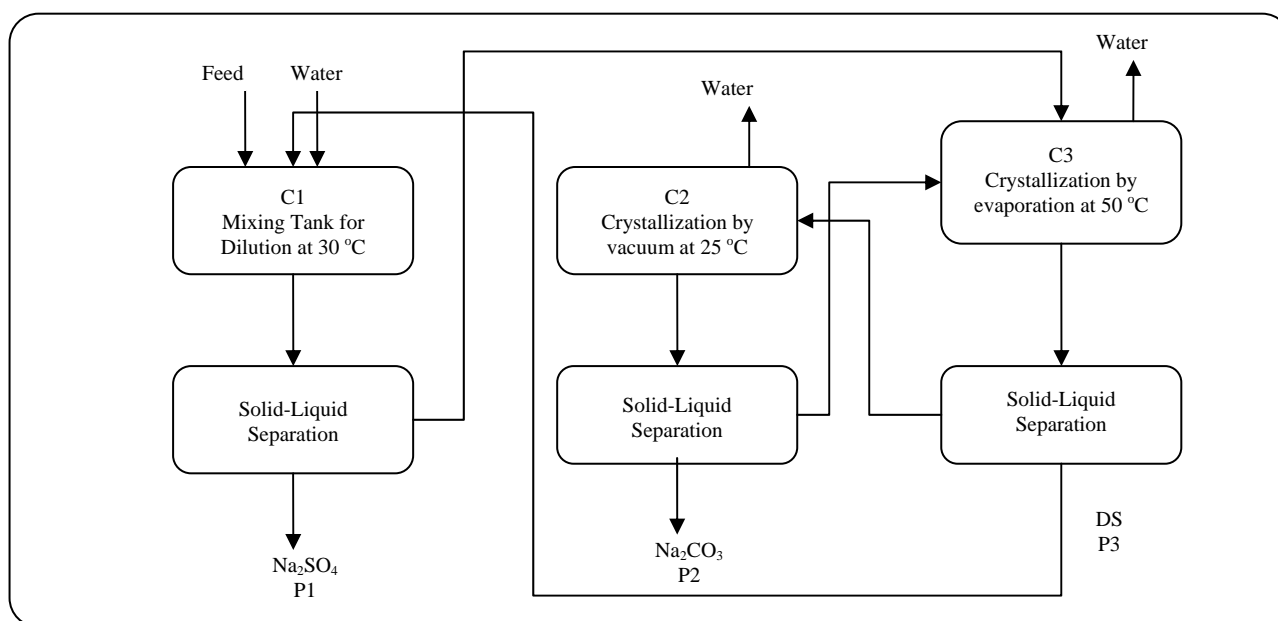 Feed
Water
Water
Water
C1
Mixing Tank for
Dilution at 30 °C
C2
Crystallization by
vacuum at 25 °C
C3
Crystallization by
evaporation at 50 °C
Solid-Liquid
Separation
Solid-Liquid
Separation
Solid-Liquid
Separation
Na₂SO₄
P1
Na₂CO₃
P2
DS
P3